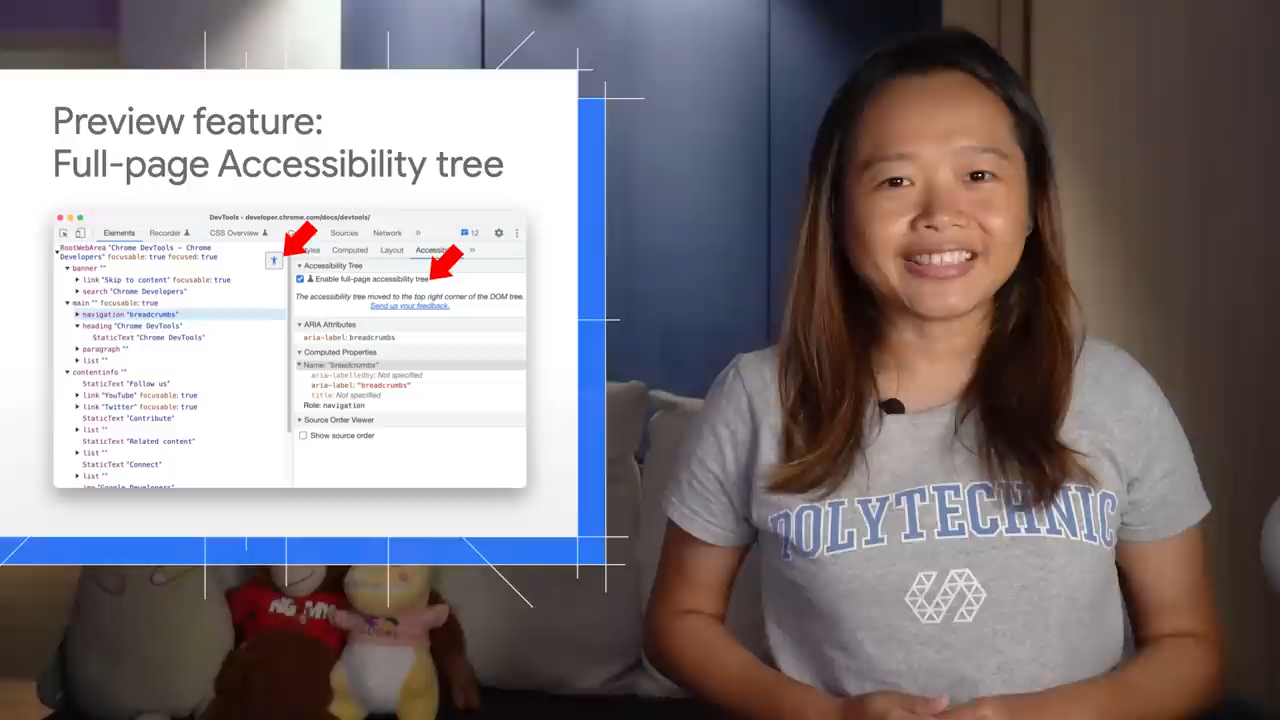 Preview feature:
Full-page Accessibility tree
DevTools - developer.chrome.com/docs/devtools/
Elements Recorder CSS Overview Sources Network » 12
RootWebArea "Chrome DevTools - Chrome
Developers" focusable: true focused: true
banner ""
link "Skip to content" focusable: true
search "Chrome Developers"
main "" focusable: true
navigation "breadcrumbs"
heading "Chrome DevTools"
StaticText "Chrome DevTools"
paragraph ""
list ""
contentinfo ""
StaticText "Follow us"
link "YouTube" focusable: true
link "Twitter" focusable: true
StaticText "Contribute"
list ""
StaticText "Related content"
list ""
StaticText "Connect"
list ""
Computed Layout »
Accessibility Tree
Enable full-page accessibility tree
The accessibility tree moved to the top right corner of the DOM tree.
Send us your feedback.
ARIA Attributes
aria-label: breadcrumbs
Computed Properties
Name: "breadcrumbs"
aria-labelledby: Not specified
aria-label: "breadcrumbs"
title: Not specified
Role: navigation
Source Order Viewer
Show source order
POLYTECHNIC